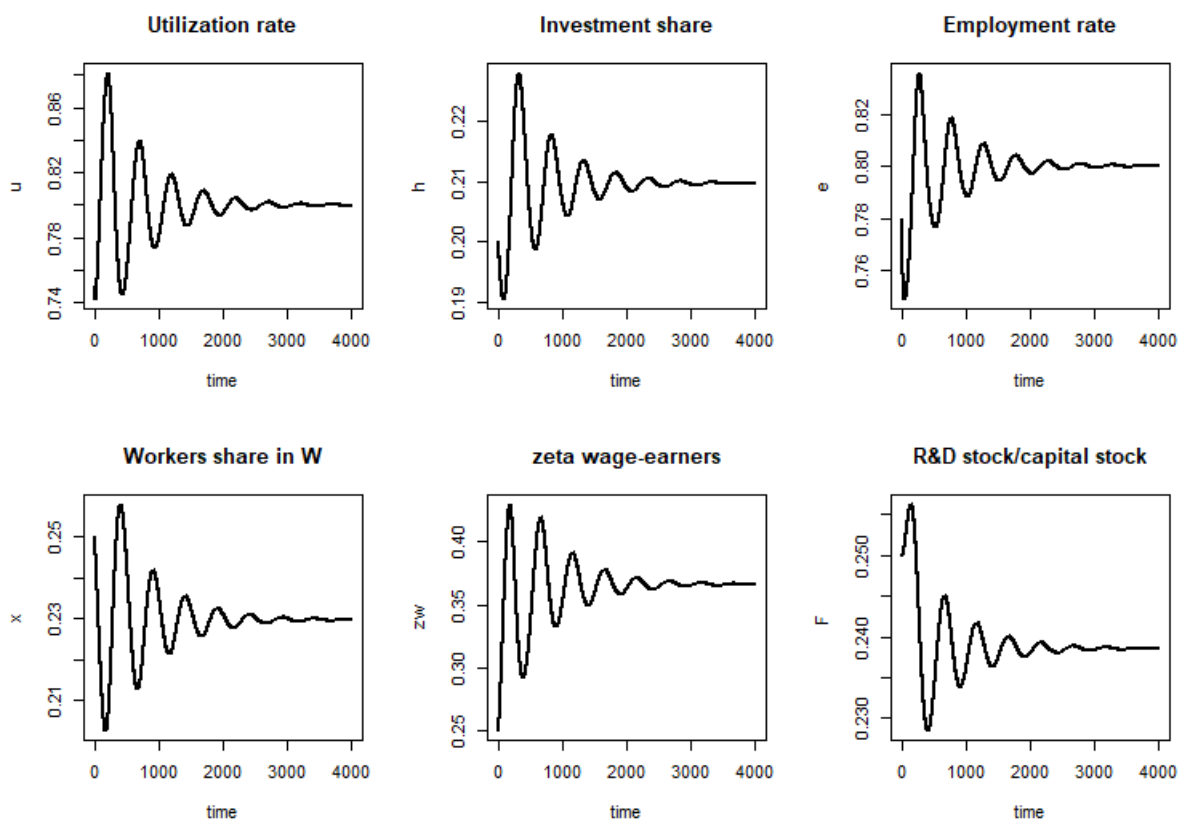 Utilization rate
u
0.74 0.78 0.82 0.86
0 1000 2000 3000 4000
time
Investment share
h
0.19 0.20 0.21 0.22
0 1000 2000 3000 4000
time
Employment rate
e
0.76 0.78 0.80 0.82
0 1000 2000 3000 4000
time
Workers share in W
x
0.21 0.23 0.25
0 1000 2000 3000 4000
time
zeta wage-earners
zw
0.25 0.30 0.35 0.40
0 1000 2000 3000 4000
time
R&D stock/capital stock
F
0.230 0.240 0.250
0 1000 2000 3000 4000
time